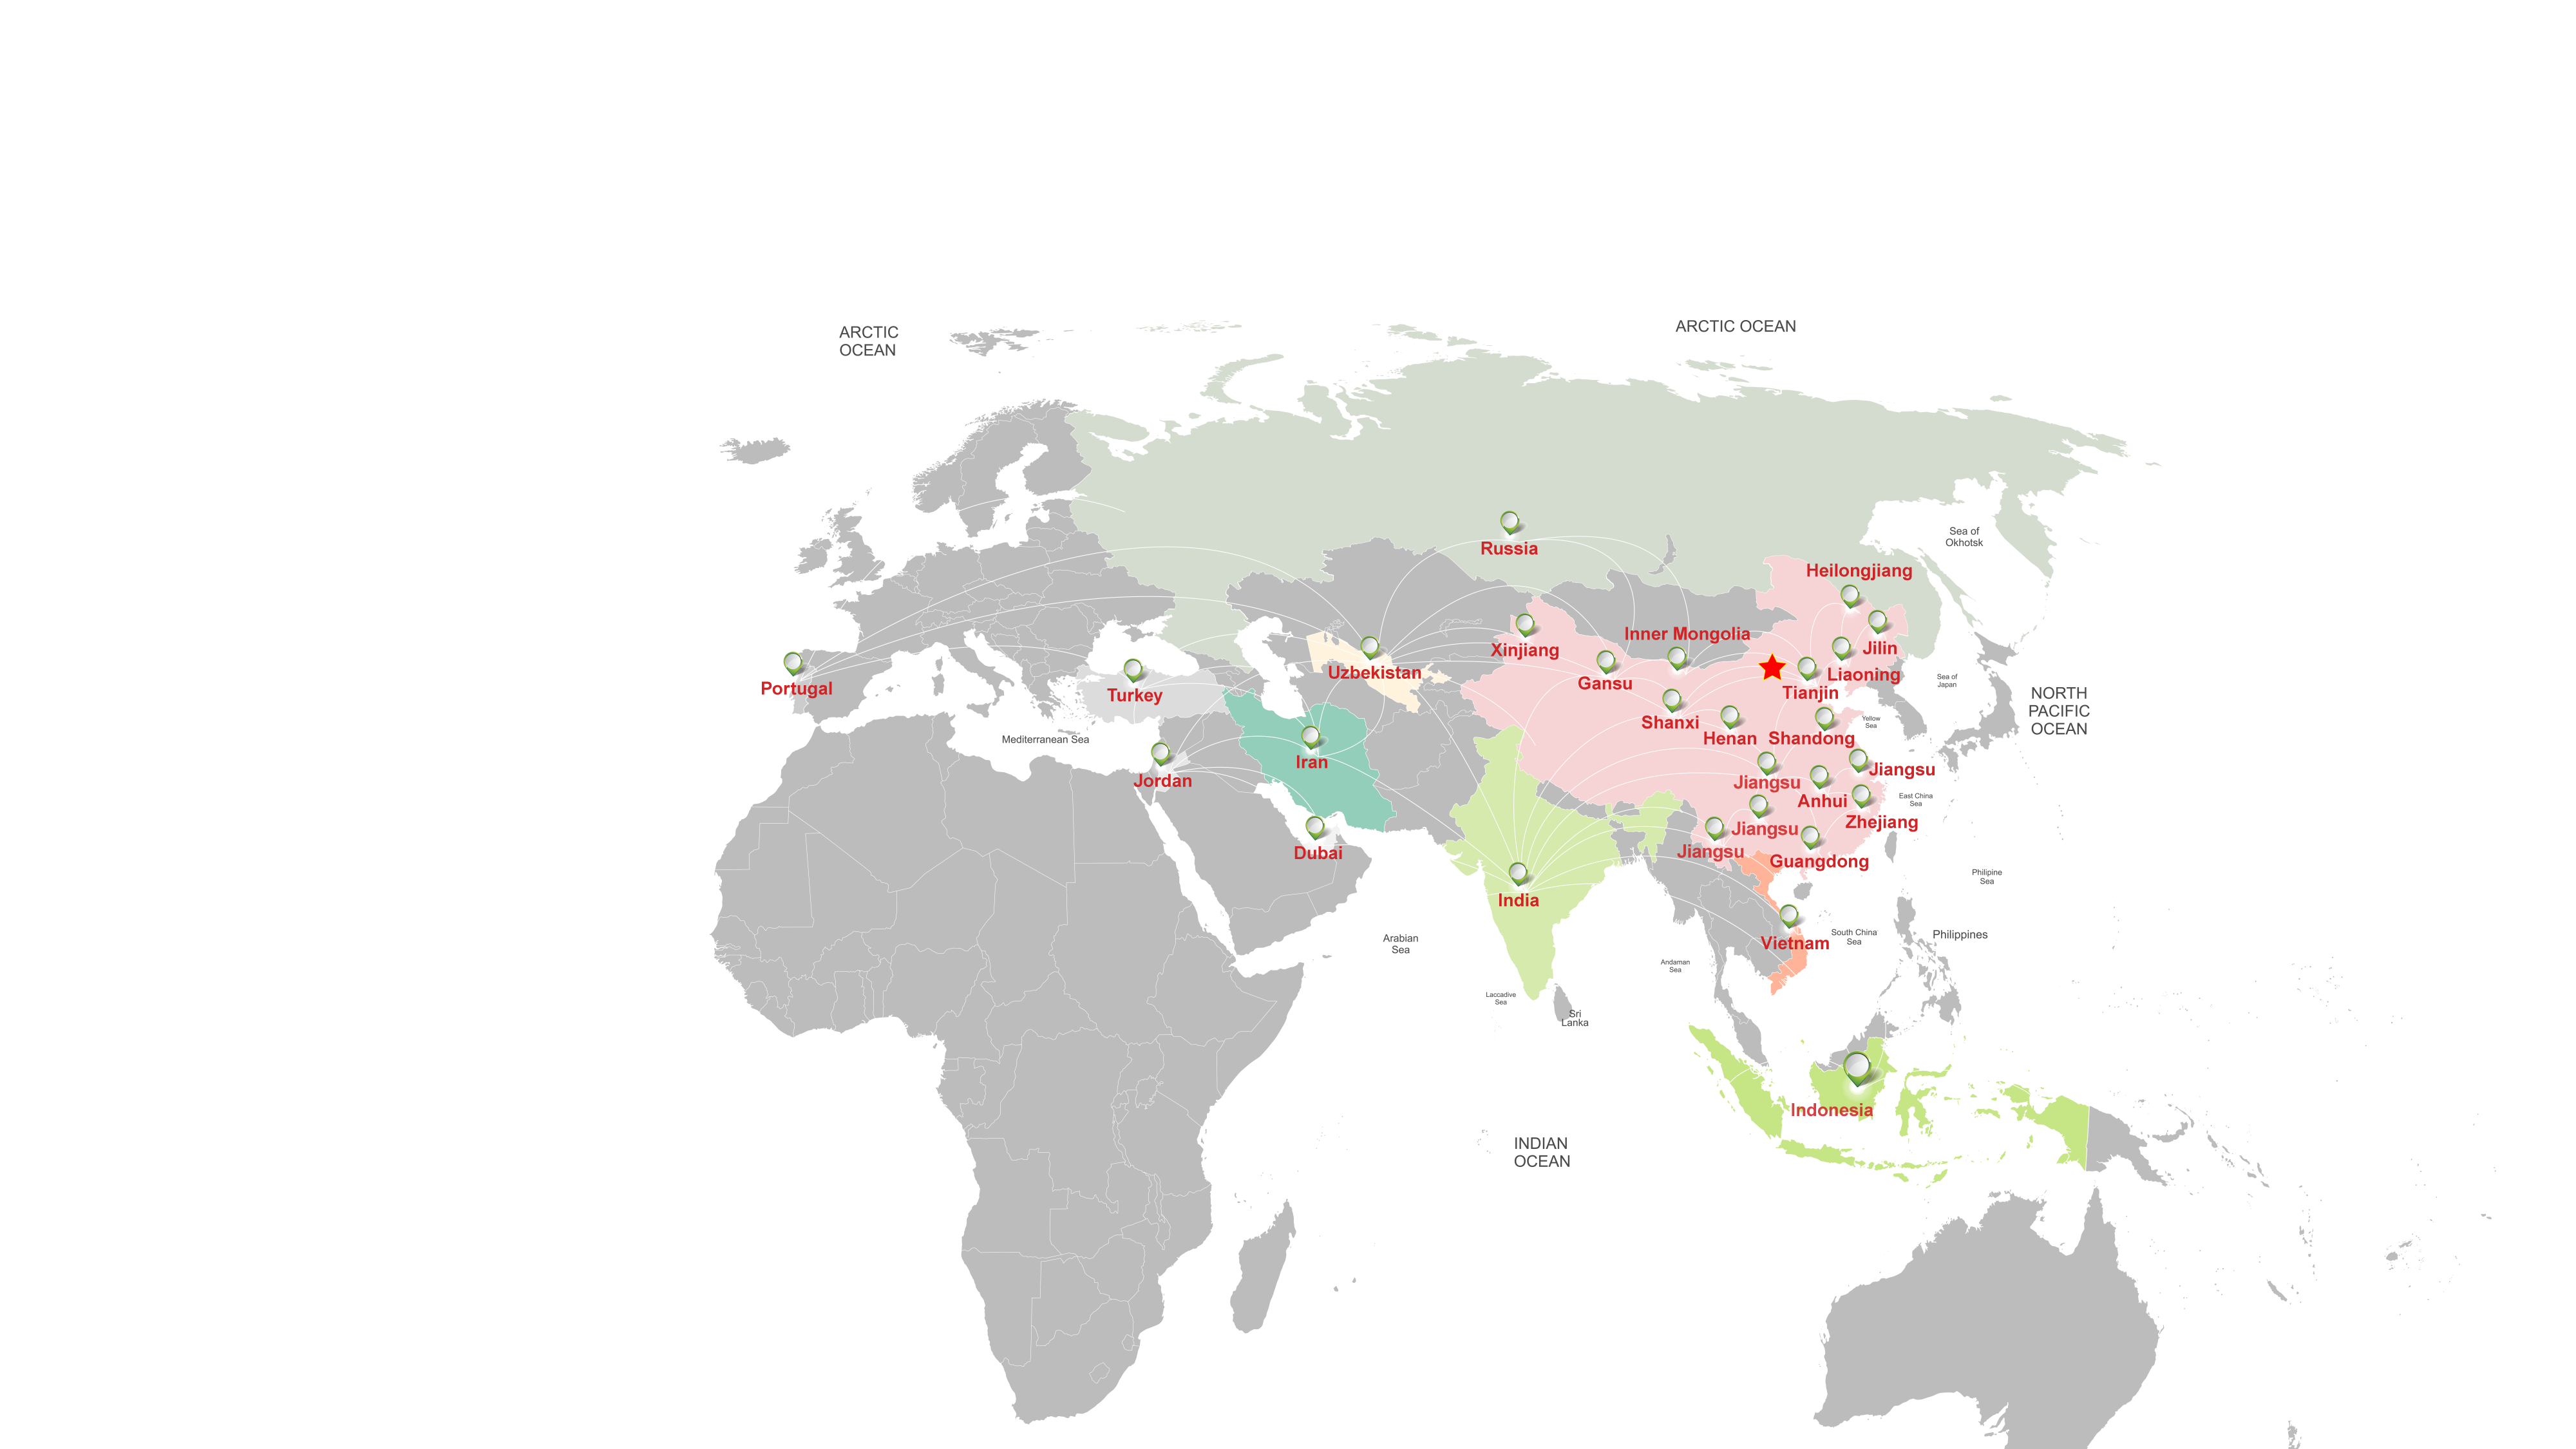 ARCTIC
OCEAN
ARCTIC OCEAN
Sea of
Okhotsk
Russia
Heilongjiang
Inner Mongolia
Jilin
Xinjiang
Uzbekistan
Liaoning
Gansu
Tianjin
Sea of
Japan
Portugal
Turkey
NORTH
PACIFIC
OCEAN
Shanxi
Yellow
Sea
Henan
Shandong
Mediterranean Sea
Iran
Jiangsu
Jordan
Jiangsu
Anhui
East China
Sea
Zhejiang
Jiangsu
Dubai
Jiangsu
Guangdong
Philipine
Sea
India
Arabian
Sea
Vietnam
South China
Sea
Philippines
Andaman
Sea
Laccadive
Sea
Sri
Lanka
Indonesia
INDIAN
OCEAN